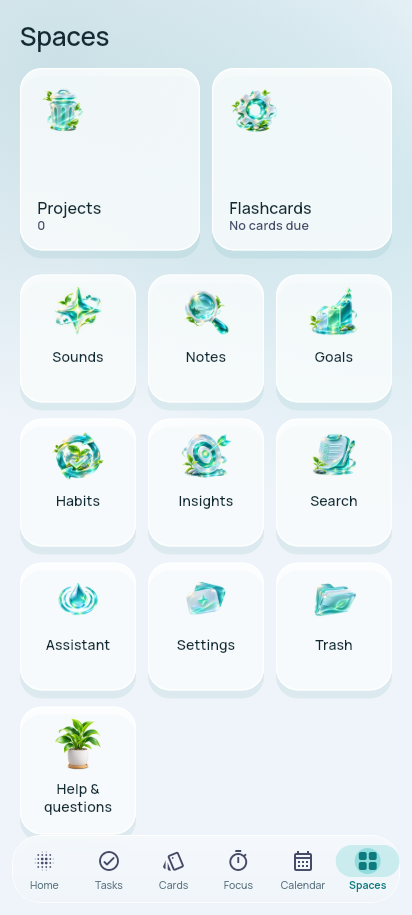 Spaces
Projects
0
Flashcards
No cards due
Sounds
Notes
Goals
Habits
Insights
Search
Assistant
Settings
Trash
Help &
questions
Home
Tasks
Cards
Focus
Calendar
Spaces